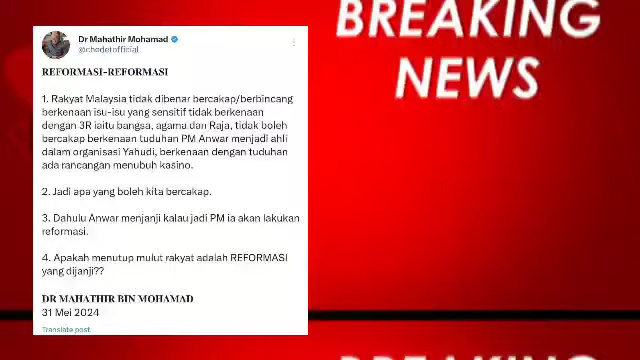 BREAKING
NEWS
Dr Mahathir Mohamad
@chedetofficial
REFORMASI-REFORMASI
1. Rakyat Malaysia tidak dibenar bercakap/berbincang
berkenaan isu-isu yang sensitif tidak berkenaan
dengan 3R iaitu bangsa, agama dan Raja, tidak boleh
bercakap berkenaan tuduhan PM Anwar menjadi ahli
dalam organisasi Yahudi, berkenaan dengan tuduhan
ada rancangan menubuh kasino.
2. Jadi apa yang boleh kita bercakap.
3. Dahulu Anwar menjanji kalau jadi PM ia akan lakukan
reformasi.
4. Apakah menutup mulut rakyat adalah REFORMASI
yang dijanji??
DR MAHATHIR BIN MOHAMAD
31 Mei 2024
Translate post
BREAKING